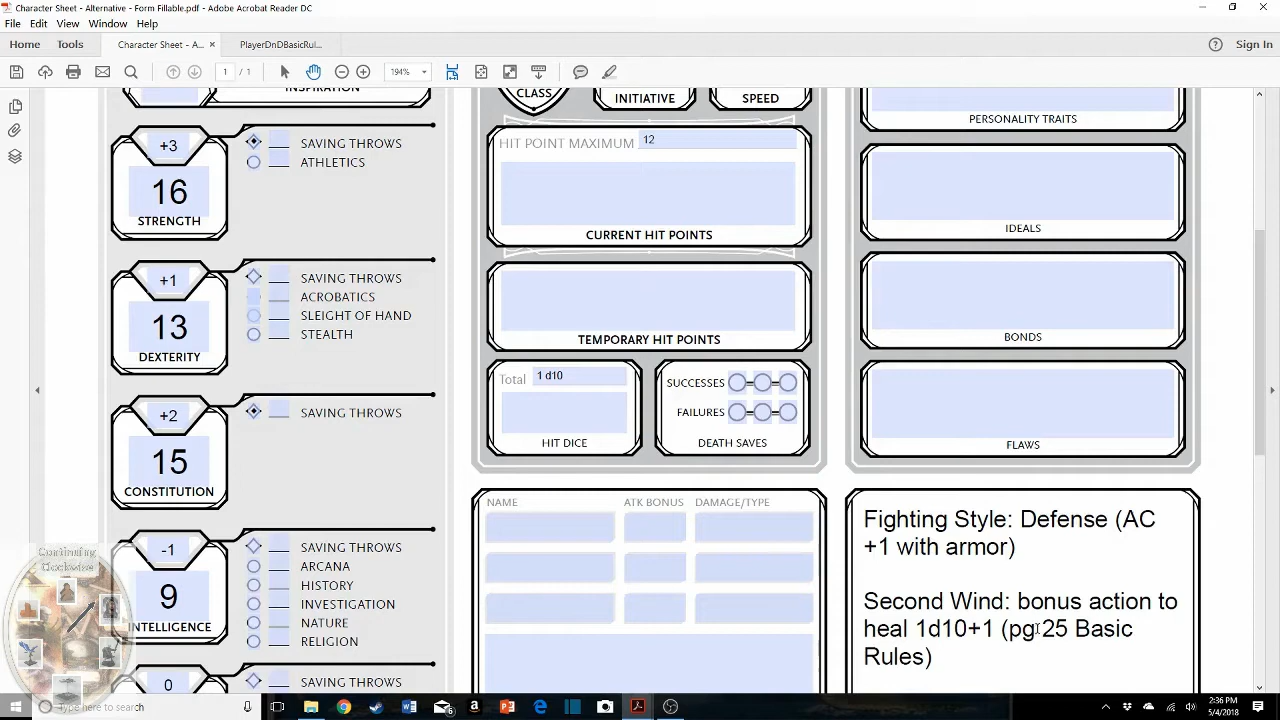 Character Sheet - Alternative - Form Fillable.pdf - Adobe Acrobat Reader DC
File Edit View Window Help
Home Tools Character Sheet - A... × PlayerDnDBasicRul... Sign In
1 / 1 194%
INSPIRATION
CLASS
INITIATIVE
SPEED
PERSONALITY TRAITS
+3
16
STRENGTH
SAVING THROWS
ATHLETICS
+1
13
DEXTERITY
SAVING THROWS
ACROBATICS
SLEIGHT OF HAND
STEALTH
+2
15
CONSTITUTION
SAVING THROWS
-1
9
INTELLIGENCE
SAVING THROWS
ARCANA
HISTORY
INVESTIGATION
NATURE
RELIGION
0
SAVING THROWS
HIT POINT MAXIMUM 12
CURRENT HIT POINTS
TEMPORARY HIT POINTS
Total 1 d10
HIT DICE
SUCCESSES
FAILURES
DEATH SAVES
IDEALS
BONDS
FLAWS
NAME ATK BONUS DAMAGE/TYPE
Fighting Style: Defense (AC
+1 with armor)
Second Wind: bonus action to
heal 1d10+1 (pg 25 Basic
Rules)
Continuing
Clockwise
Type here to search
2:36 PM
5/4/2018